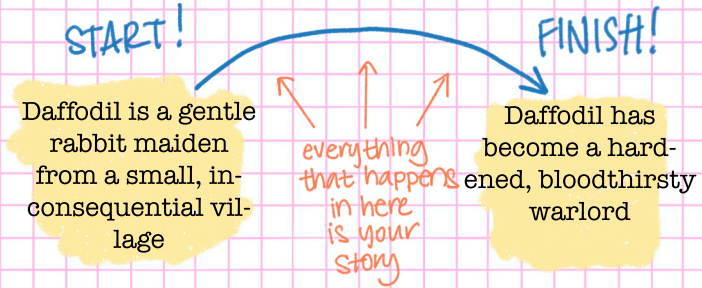 START!
FINISH!
Daffodil is a gentle
rabbit maiden
from a small, in-
consequential vil-
lage
everything
that happens
in here
is your
story
Daffodil has
become a hard-
ened, bloodthirsty
warlord